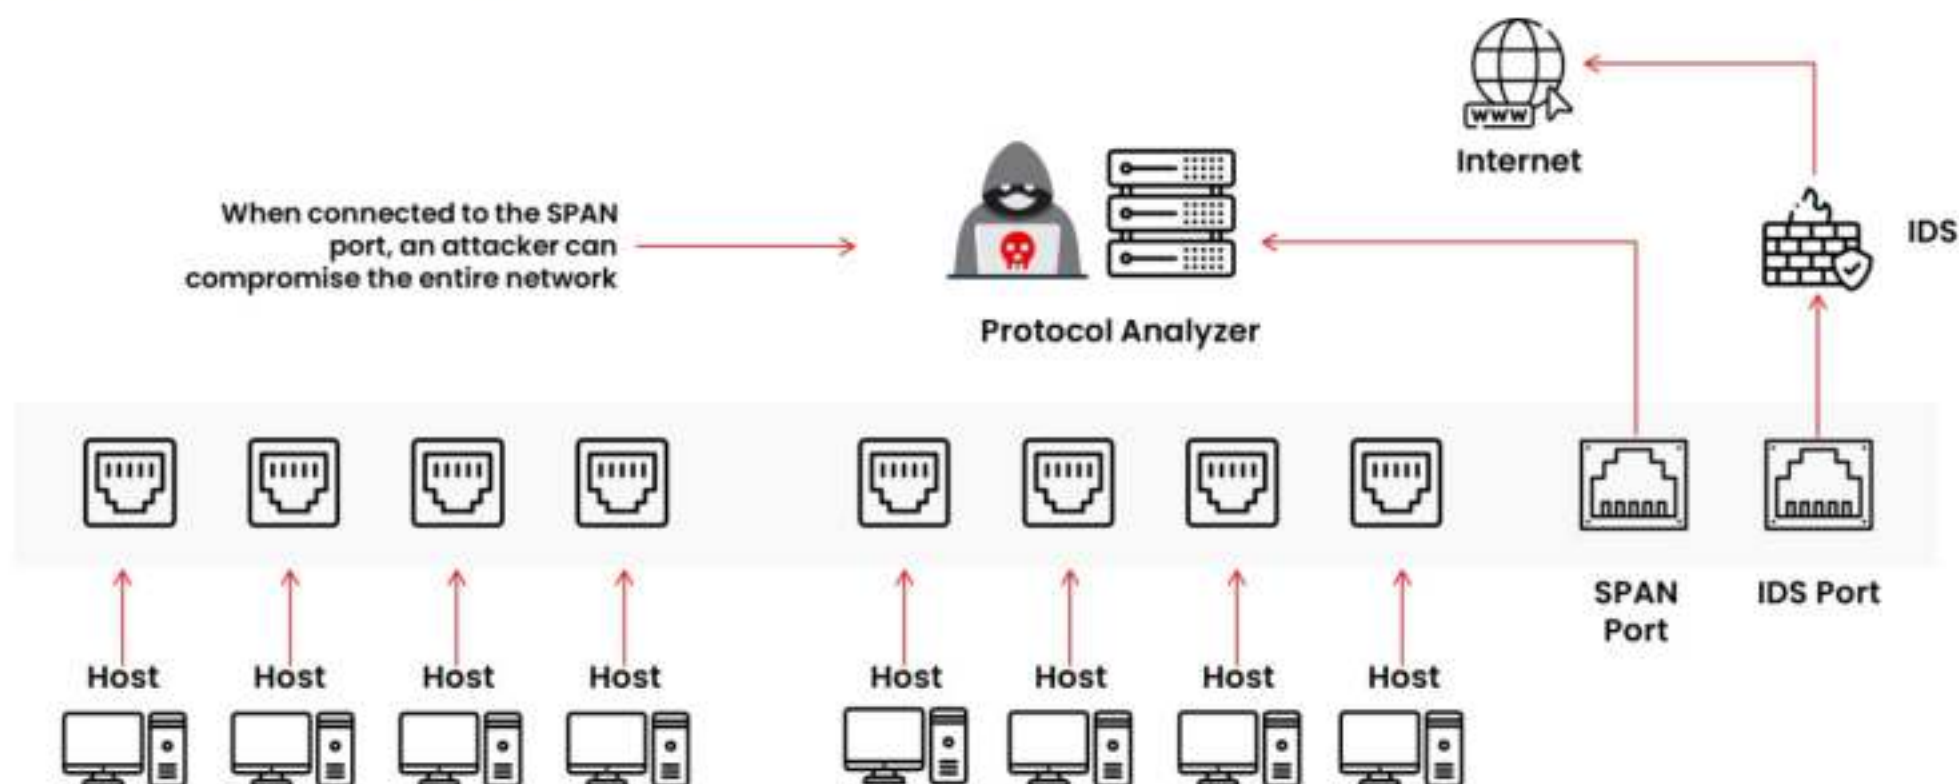 www
Internet
When connected to the SPAN
port, an attacker can
compromise the entire network
IDS
Protocol Analyzer
SPAN
Port
IDS Port
Host
Host
Host
Host
Host
Host
Host
Host